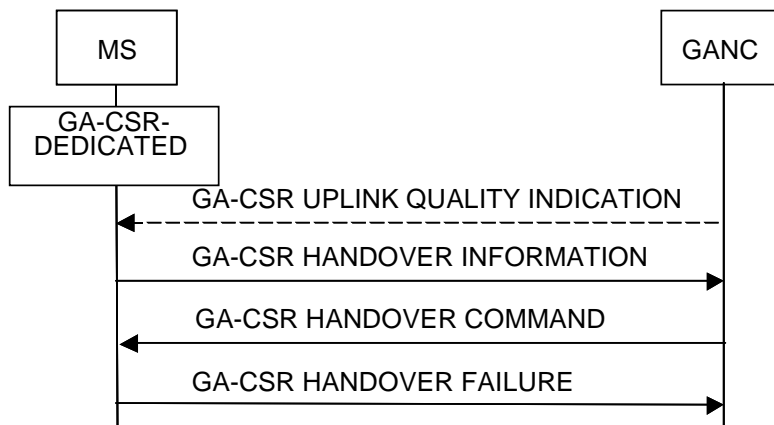 MS
GANC
GA-CSR-
DEDICATED
GA-CSR UPLINK QUALITY INDICATION
GA-CSR HANDOVER INFORMATION
GA-CSR HANDOVER COMMAND
GA-CSR HANDOVER FAILURE